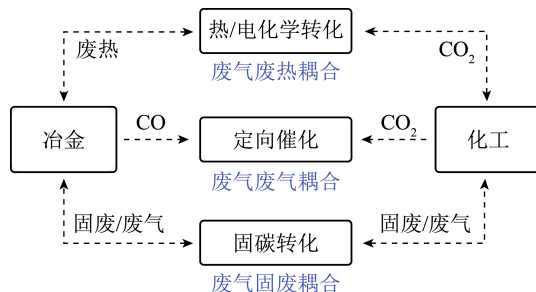 热/电化学转化
废热
CO₂
废气废热耦合
冶金
CO
定向催化
CO₂
化工
废气废气耦合
固废/废气
固碳转化
固废/废气
废气固废耦合